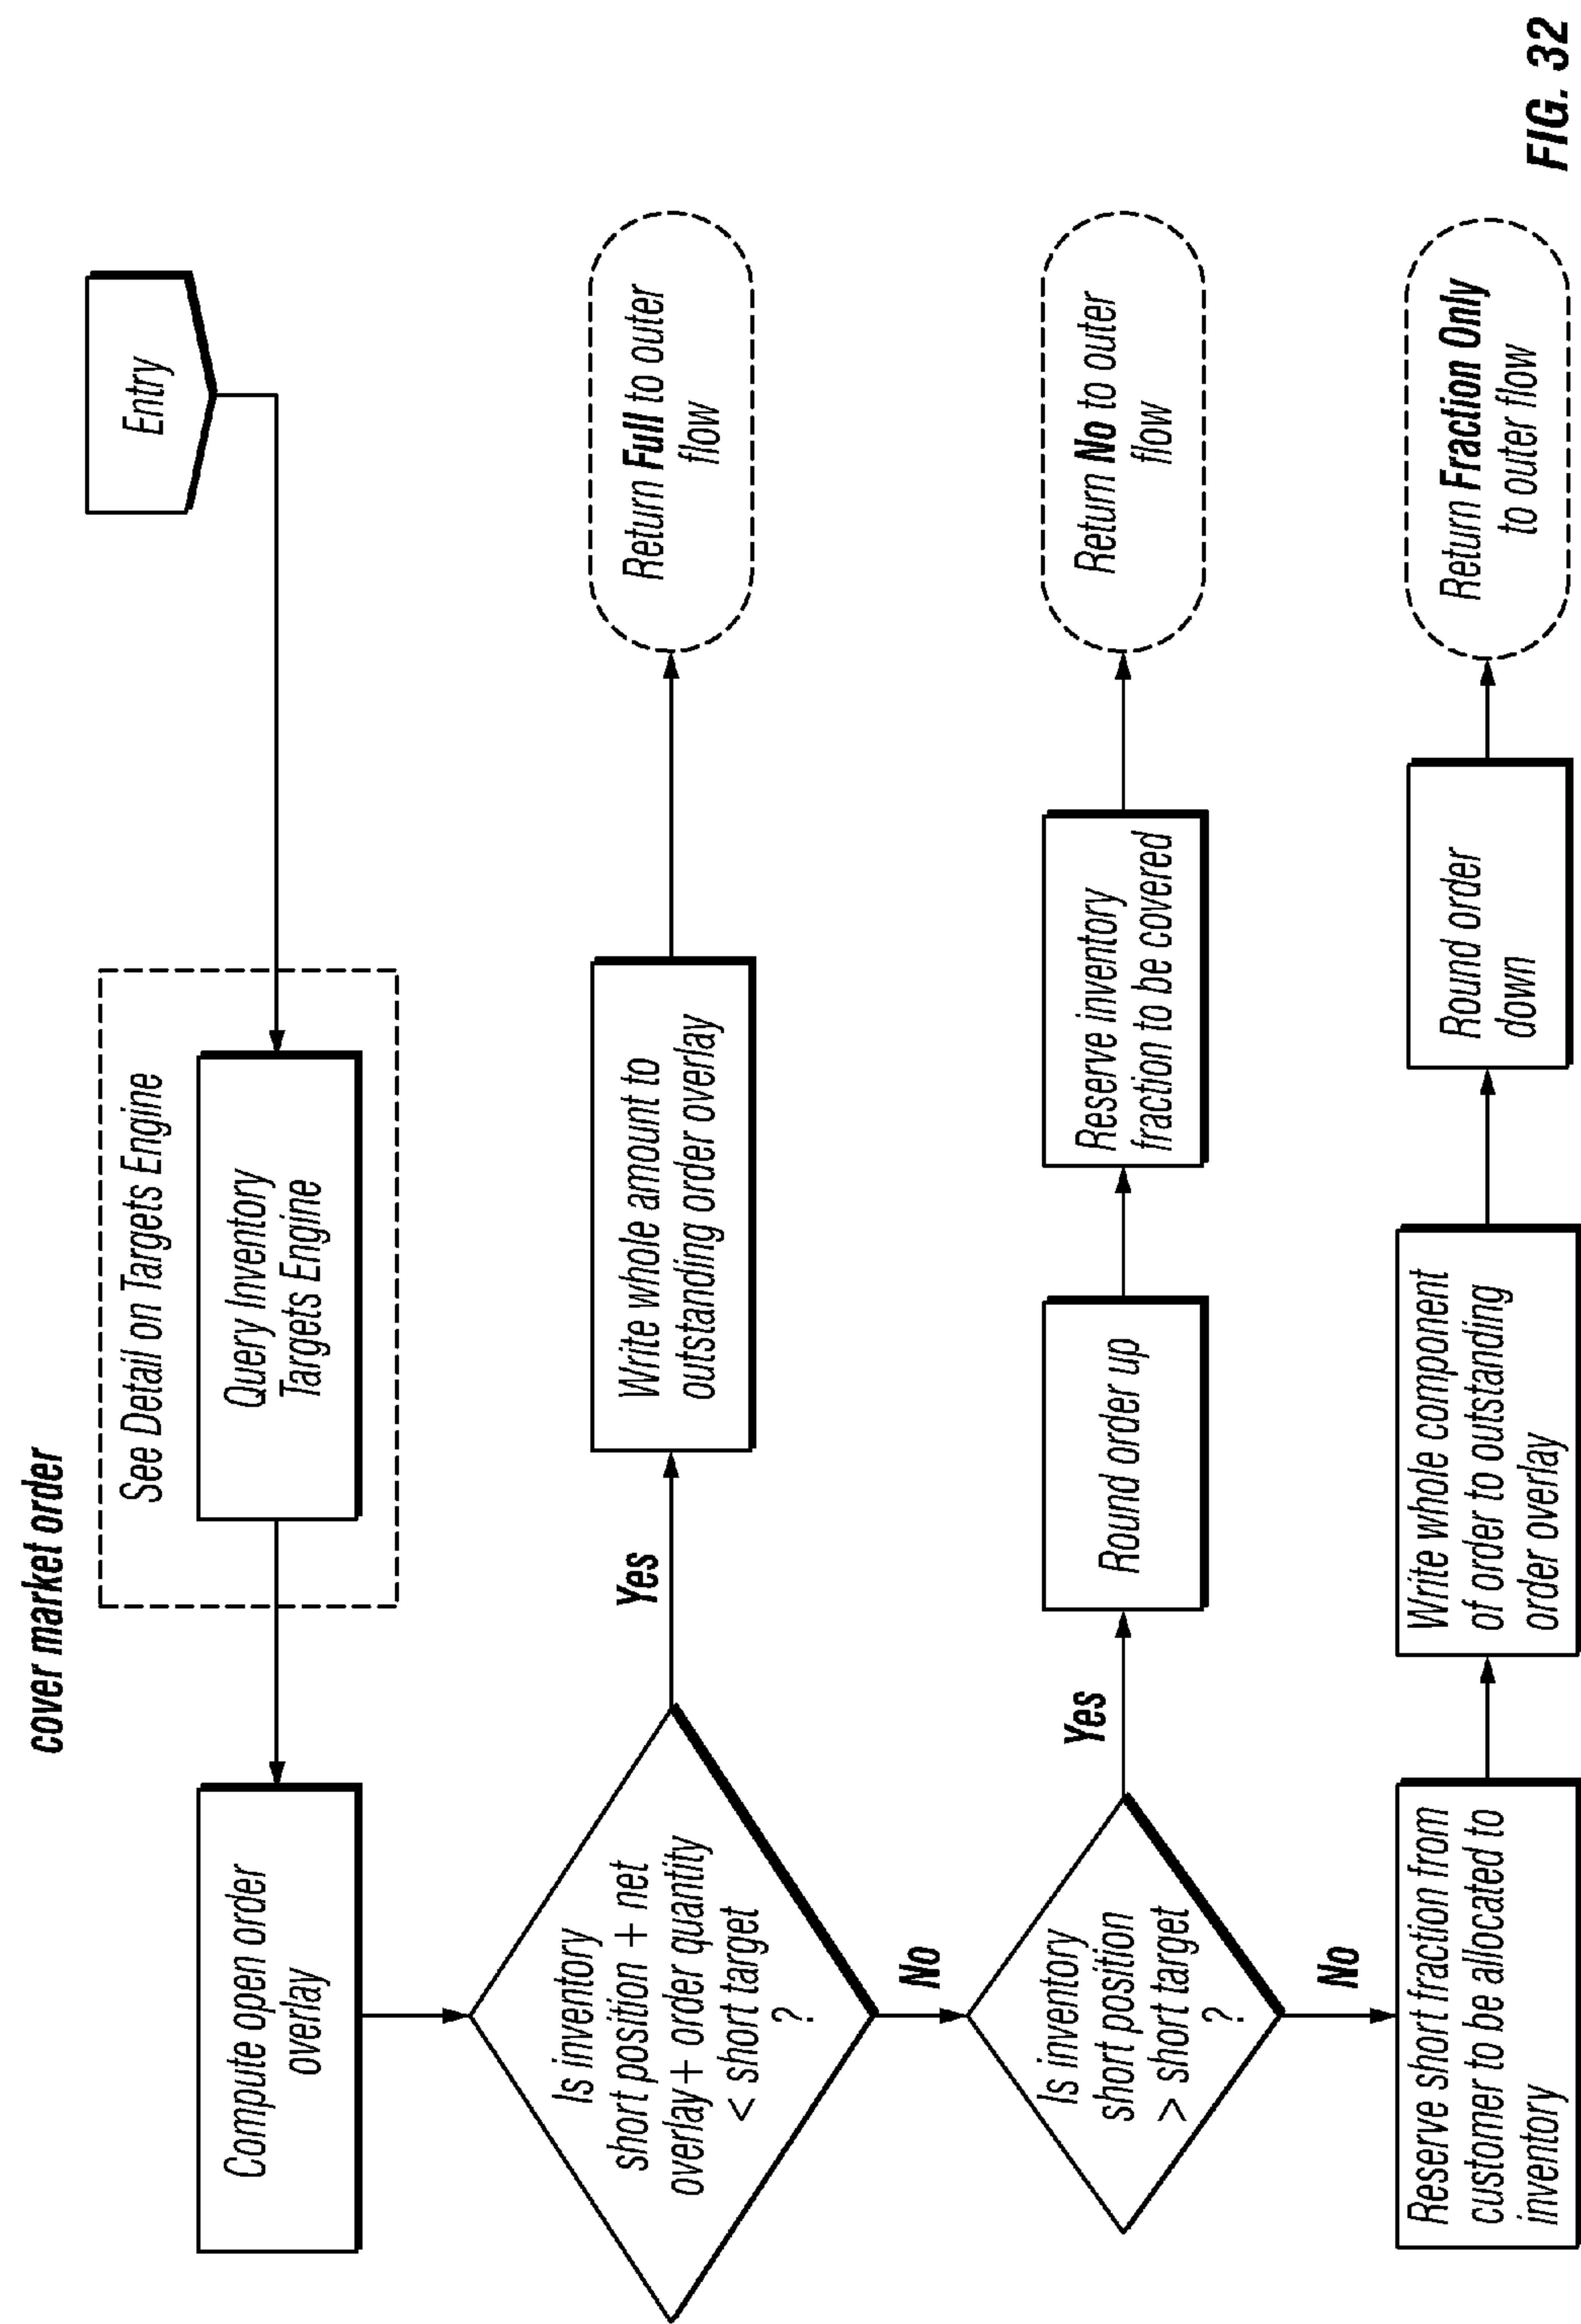 cover market order
Entry
See Detail on Targets Engine
Query Inventory
Targets Engine
Compute open order
overlay
Is inventory
short position + net
overlay+ order quantity
< short target
?
Yes
Write whole amount to
outstanding order overlay
Return Full to outer
flow
No
Is inventory
short position
> short target
?
Yes
Round order up
Reserve inventory
fraction to be covered
Return No to outer
flow
No
Reserve short fraction from
customer to be allocated to
inventory
Write whole component
of order to outstanding
order overlay
Round order
down
Return Fraction Only
to outer flow
FIG. 32